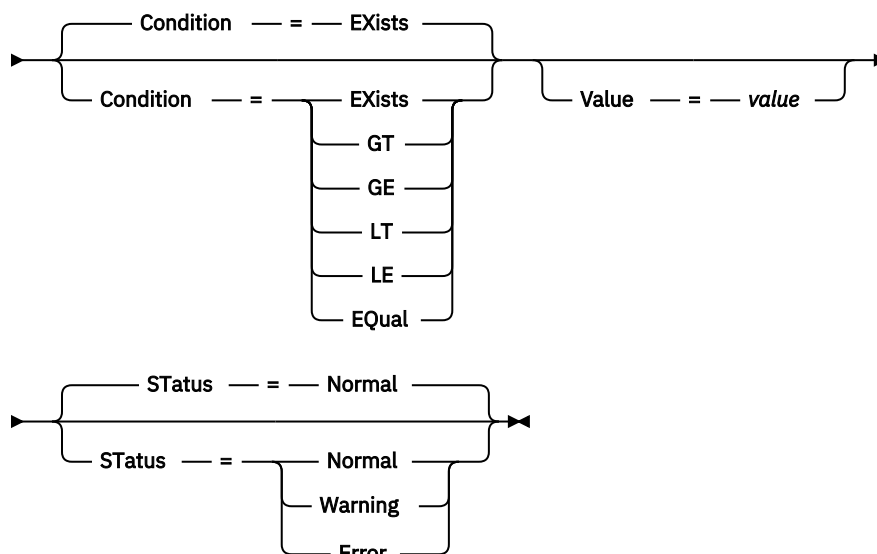 Condition = EXists
Condition = EXists Value = value
GT
GE
LT
LE
EQual
STatus = Normal
STatus = Normal
Warning
Error